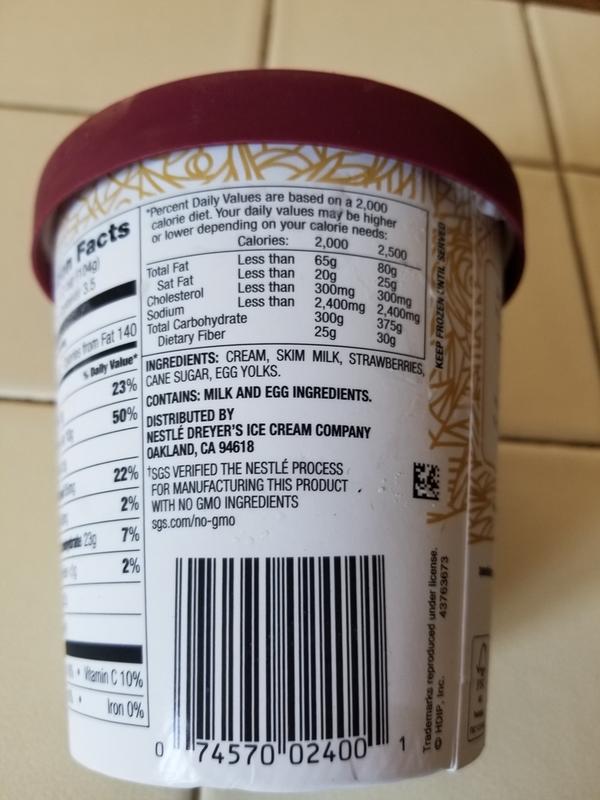 n Facts
(104g)
3.5
from Fat 140
% Daily Value*
23%
50%
22%
2%
23g 7%
2%
• Vitamin C 10%
• Iron 0%
*Percent Daily Values are based on a 2,000
calorie diet. Your daily values may be higher
or lower depending on your calorie needs:
Calories: 2,000 2,500
Total Fat Less than 65g 80g
Sat Fat Less than 20g 25g
Cholesterol Less than 300mg 300mg
Sodium Less than 2,400mg 2,400mg
Total Carbohydrate 300g 375g
Dietary Fiber 25g 30g
INGREDIENTS: CREAM, SKIM MILK, STRAWBERRIES,
CANE SUGAR, EGG YOLKS.
CONTAINS: MILK AND EGG INGREDIENTS.
DISTRIBUTED BY
NESTLÉ DREYER'S ICE CREAM COMPANY
OAKLAND, CA 94618
†SGS VERIFIED THE NESTLÉ PROCESS
FOR MANUFACTURING THIS PRODUCT
WITH NO GMO INGREDIENTS
sgs.com/no-gmo
0 74570 02400 1
KEEP FROZEN UNTIL SERVED
Trademarks reproduced under license.
© HDIP, Inc. 43763673